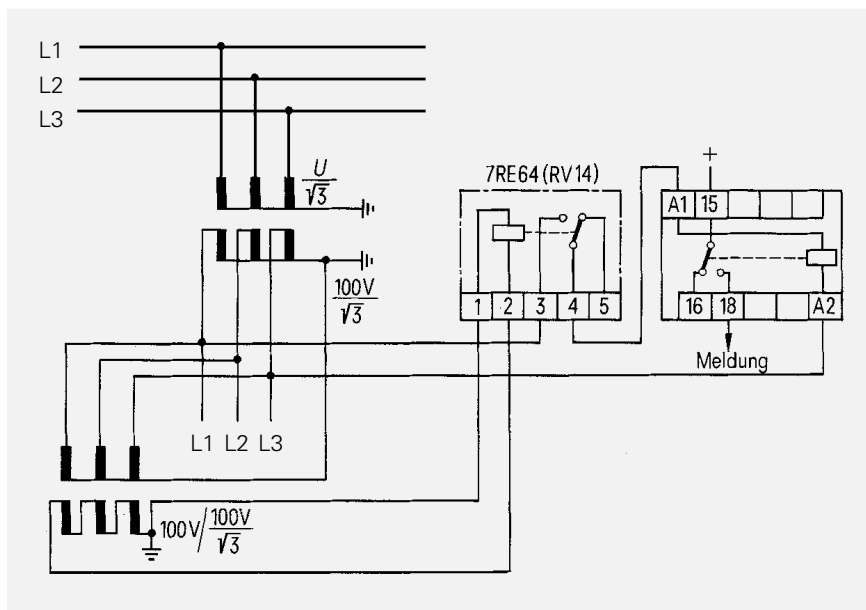 L1
L2
L3
U/√3
100V/√3
7RE64 (RV14)
+
A1 15
1 2 3 4 5
16 18 A2
Meldung
L1 L2 L3
100V/100V/√3